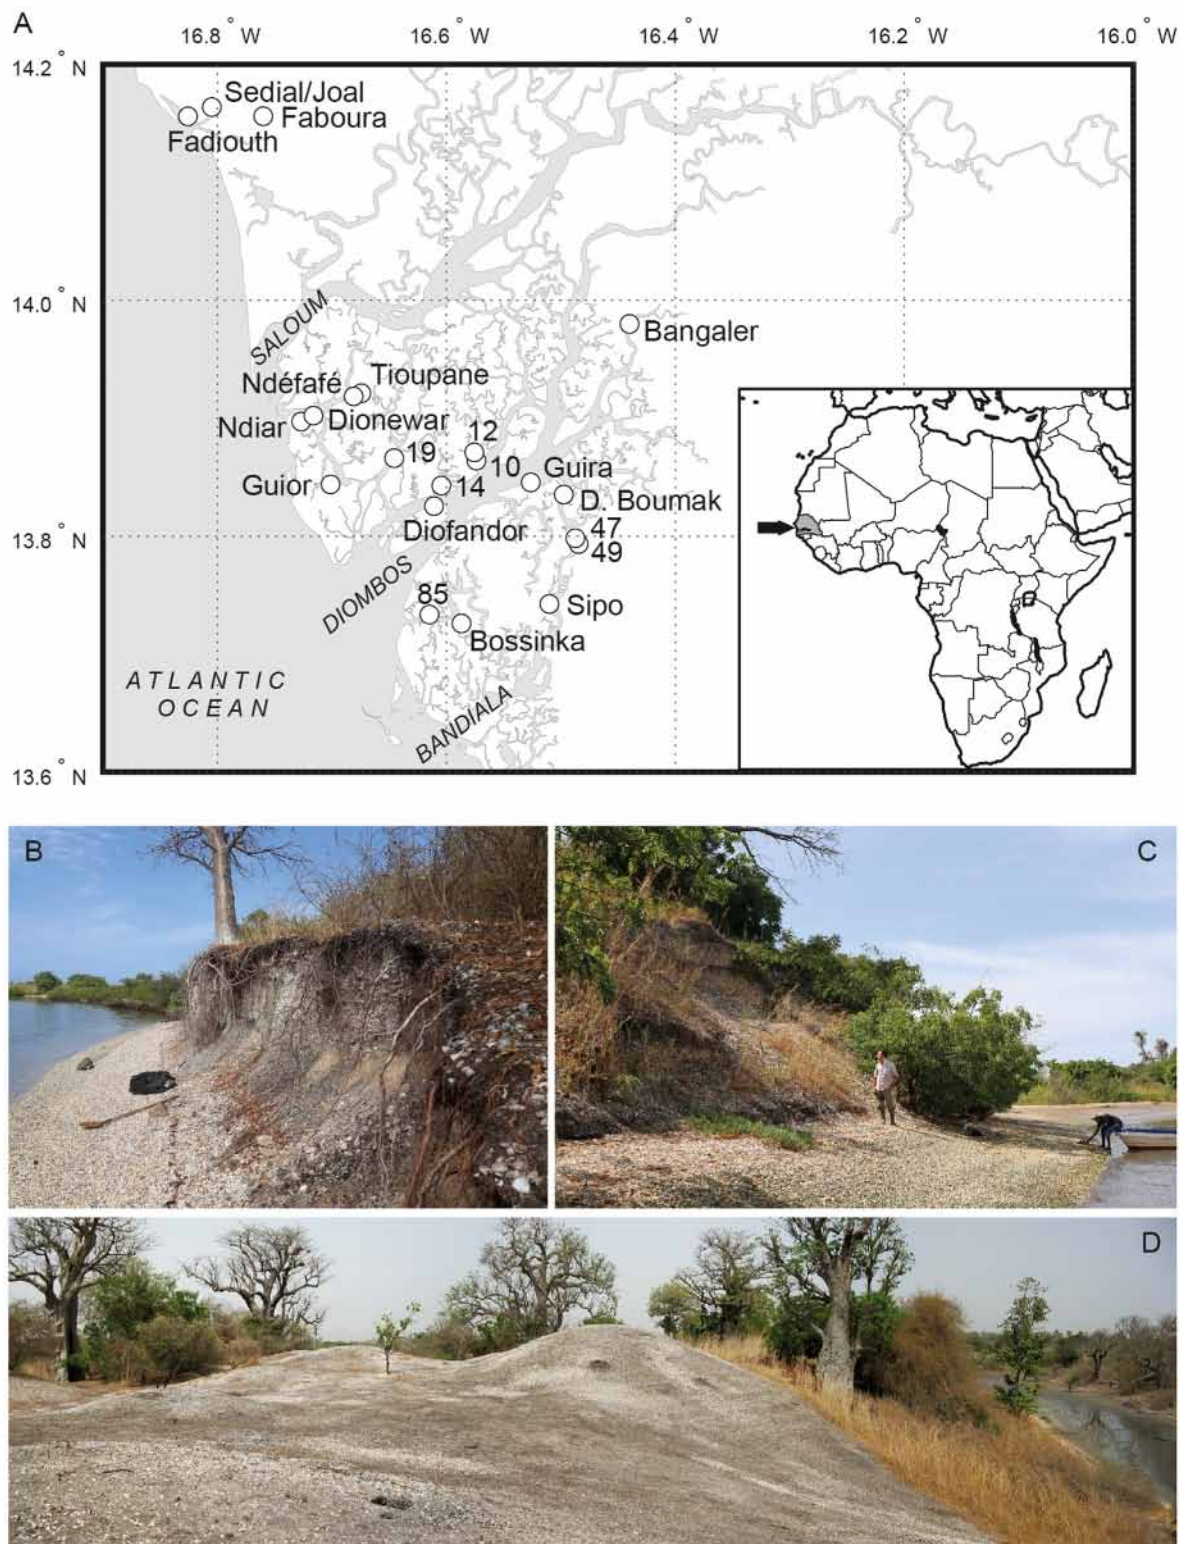 A
16.8° W 16.6° W 16.4° W 16.2° W 16.0° W
14.2° N
Sedial/Joal
Faboura
Fadiouth
14.0° N
SALOUM
Bangaler
Tioupane
Ndéfafé
Dionewar
Ndiar
12
19
10
Guira
Guior
14
D. Boumak
Diofandor
47
13.8° N
49
DIOMBOS
85
Sipo
Bossinka
ATLANTIC
OCEAN
BANDIALA
13.6° N
B
C
D